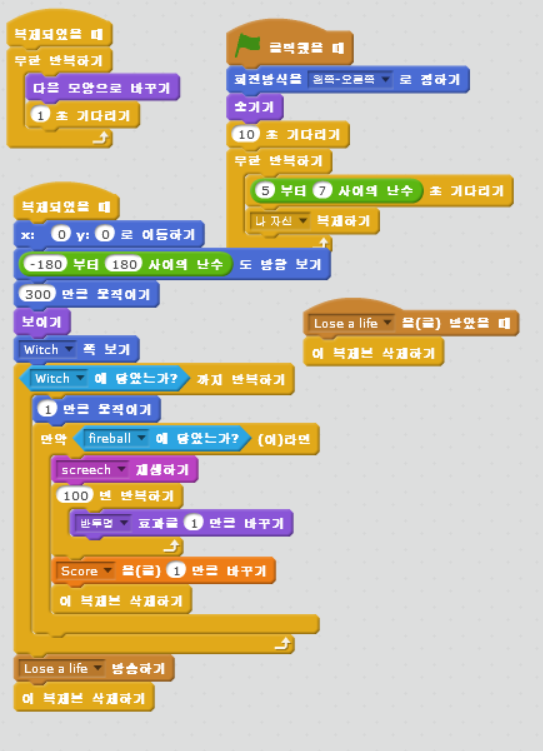 복제되었을 때
무한 반복하기
다음 모양으로 바꾸기
1 초 기다리기
클릭했을 때
회전방식을 왼쪽-오른쪽 로 정하기
숨기기
10 초 기다리기
무한 반복하기
5 부터 7 사이의 난수 초 기다리기
나 자신 복제하기
복제되었을 때
x: 0 y: 0 로 이동하기
-180 부터 180 사이의 난수 도 방향 보기
300 만큼 움직이기
보이기
Witch 쪽 보기
Witch 에 닿았는가? 까지 반복하기
1 만큼 움직이기
만약 fireball 에 닿았는가? (이)라면
screech 재생하기
100 번 반복하기
반투명 효과를 1 만큼 바꾸기
Score 을(를) 1 만큼 바꾸기
이 복제본 삭제하기
Lose a life 방송하기
이 복제본 삭제하기
Lose a life 을(를) 받았을 때
이 복제본 삭제하기